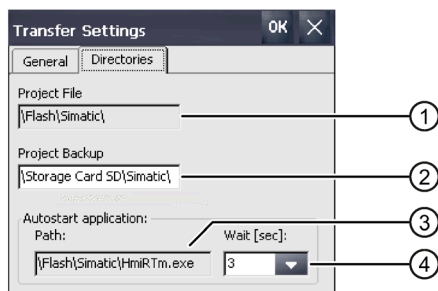 Transfer Settings OK
General Directories
Project File
\Flash\Simatic\
1
Project Backup
\Storage Card SD\Simatic\
2
Autostart application:
3
Path: Wait [sec]:
\Flash\Simatic\HmiRTm.exe 3
4